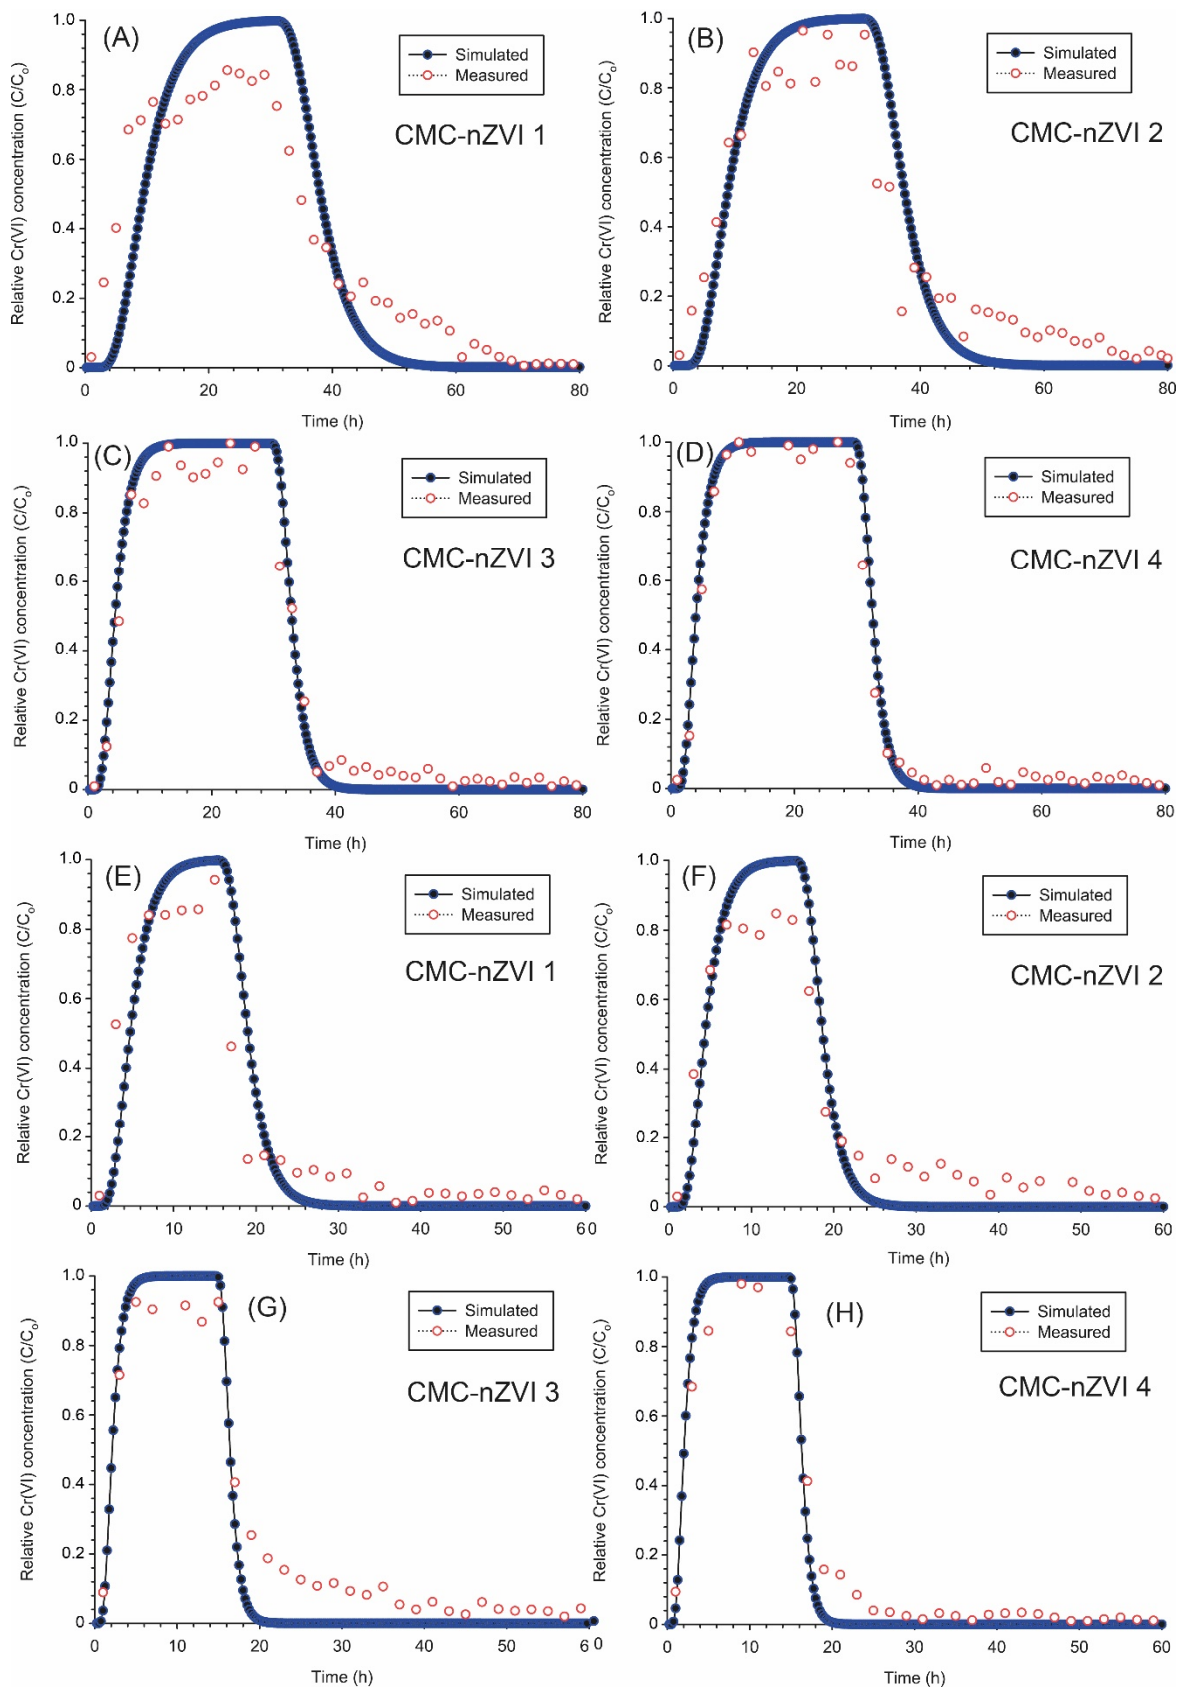 (A)
Simulated
Measured
CMC-nZVI 1
Relative Cr(VI) concentration (C/Co)
1.0
0.8
0.6
0.4
0.2
0
0 20 40 60 80
Time (h)
(B)
Simulated
Measured
CMC-nZVI 2
Relative Cr(VI) concentration (C/Co)
1.0
0.8
0.6
0.4
0.2
0
0 20 40 60 80
Time (h)
(C)
Simulated
Measured
CMC-nZVI 3
Relative Cr(VI) concentration (C/Co)
1.0
0.8
0.6
0.4
0.2
0
0 20 40 60 80
Time (h)
(D)
Simulated
Measured
CMC-nZVI 4
Relative Cr(VI) concentration (C/Co)
1.0
0.8
0.6
0.4
0.2
0
0 20 40 60 80
Time (h)
(E)
Simulated
Measured
CMC-nZVI 1
Relative Cr(VI) concentration (C/Co)
1.0
0.8
0.6
0.4
0.2
0
0 10 20 30 40 50 60
Time (h)
(F)
Simulated
Measured
CMC-nZVI 2
Relative Cr(VI) concentration (C/Co)
1.0
0.8
0.6
0.4
0.2
0
0 10 20 30 40 50 60
Time (h)
(G)
Simulated
Measured
CMC-nZVI 3
Relative Cr(VI) concentration (C/Co)
1.0
0.8
0.6
0.4
0.2
0
0 10 20 30 40 50 60 0
Time (h)
(H)
Simulated
Measured
CMC-nZVI 4
Relative Cr(VI) concentration (C/Co)
1.0
0.8
0.6
0.4
0.2
0
0 10 20 30 40 50 60
Time (h)